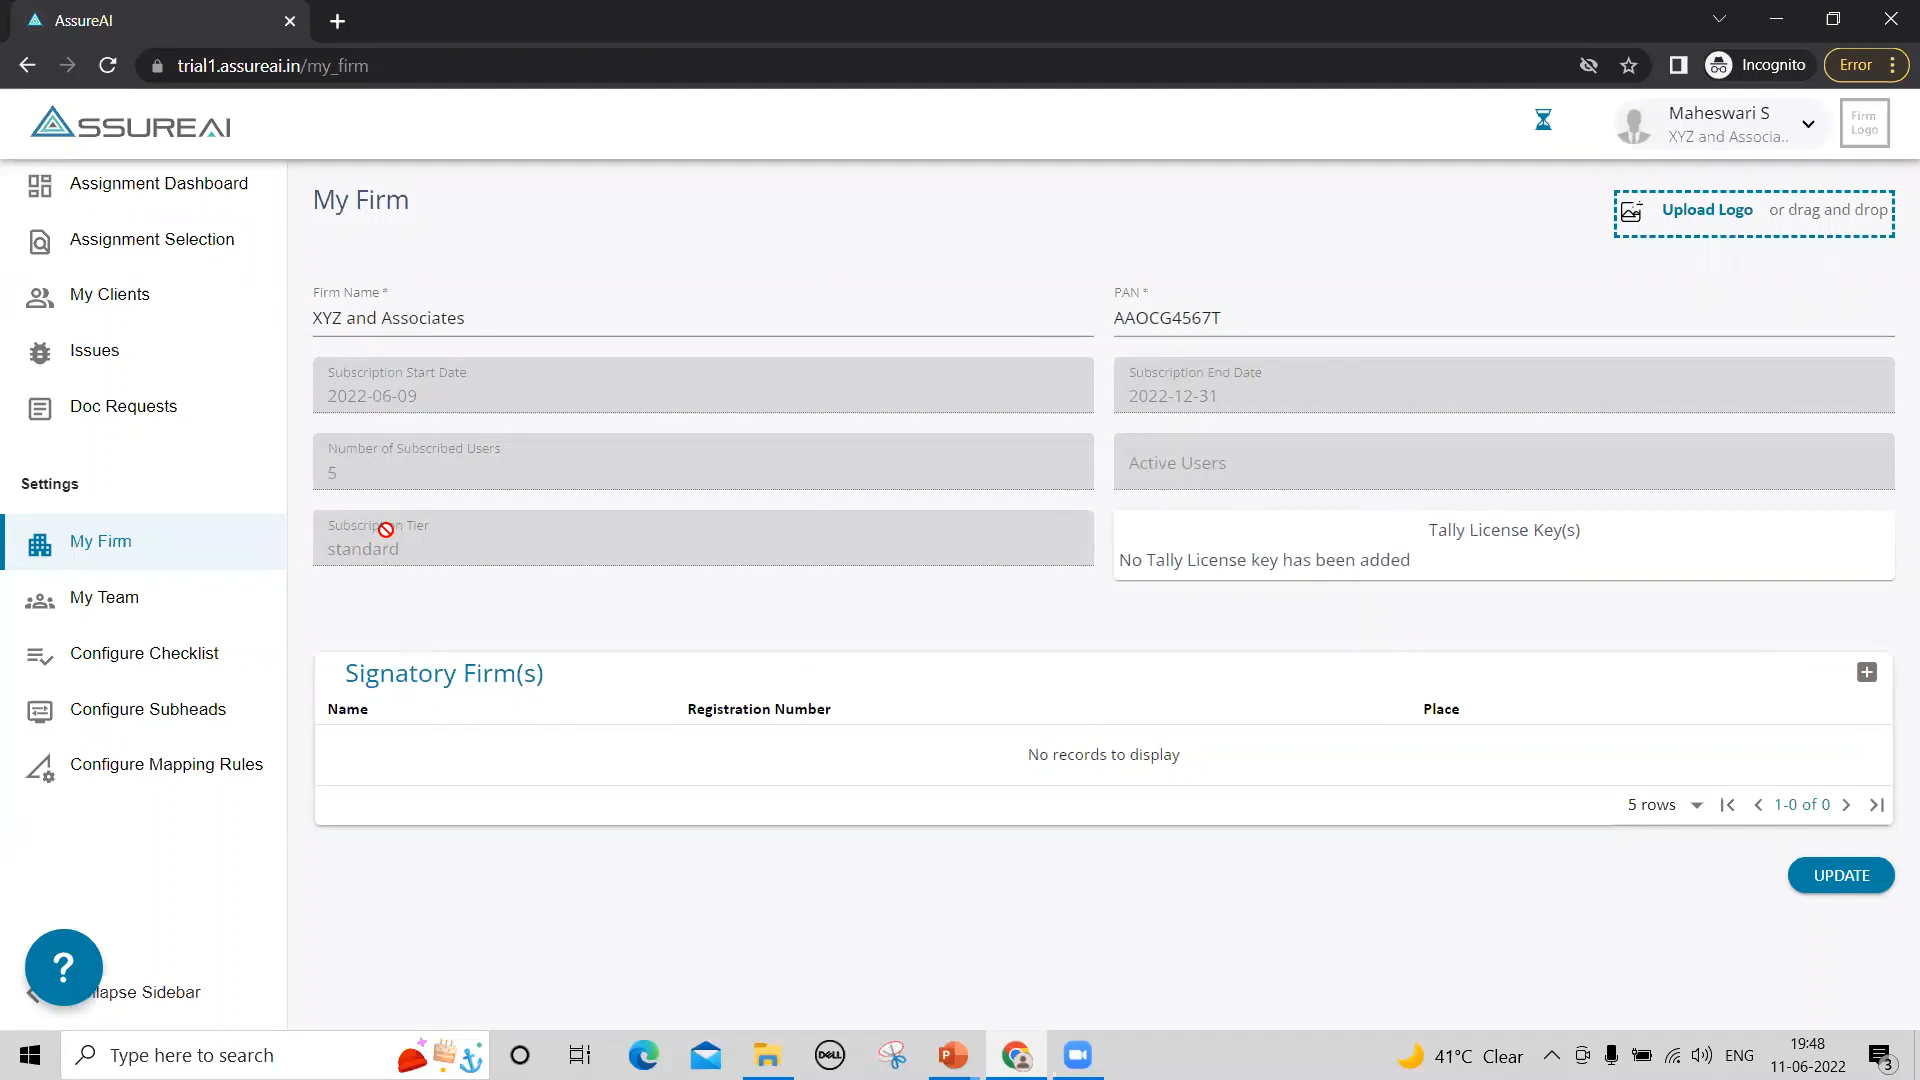 AssureAI
trial1.assureai.in/my_firm
Incognito
Error
ASSUREAI
Maheswari S
XYZ and Associa..
Firm
Logo
Assignment Dashboard
Assignment Selection
My Clients
Issues
Doc Requests
Settings
My Firm
My Team
Configure Checklist
Configure Subheads
Configure Mapping Rules
?
lapse Sidebar
My Firm
Upload Logo or drag and drop
Firm Name *
XYZ and Associates
PAN *
AAOCG4567T
Subscription Start Date
2022-06-09
Subscription End Date
2022-12-31
Number of Subscribed Users
5
Active Users
Subscription Tier
standard
Tally License Key(s)
No Tally License key has been added
Signatory Firm(s)
Name Registration Number Place
No records to display
5 rows 1-0 of 0
UPDATE
Type here to search
DELL
P
41°C Clear
ENG
19:48
11-06-2022
3